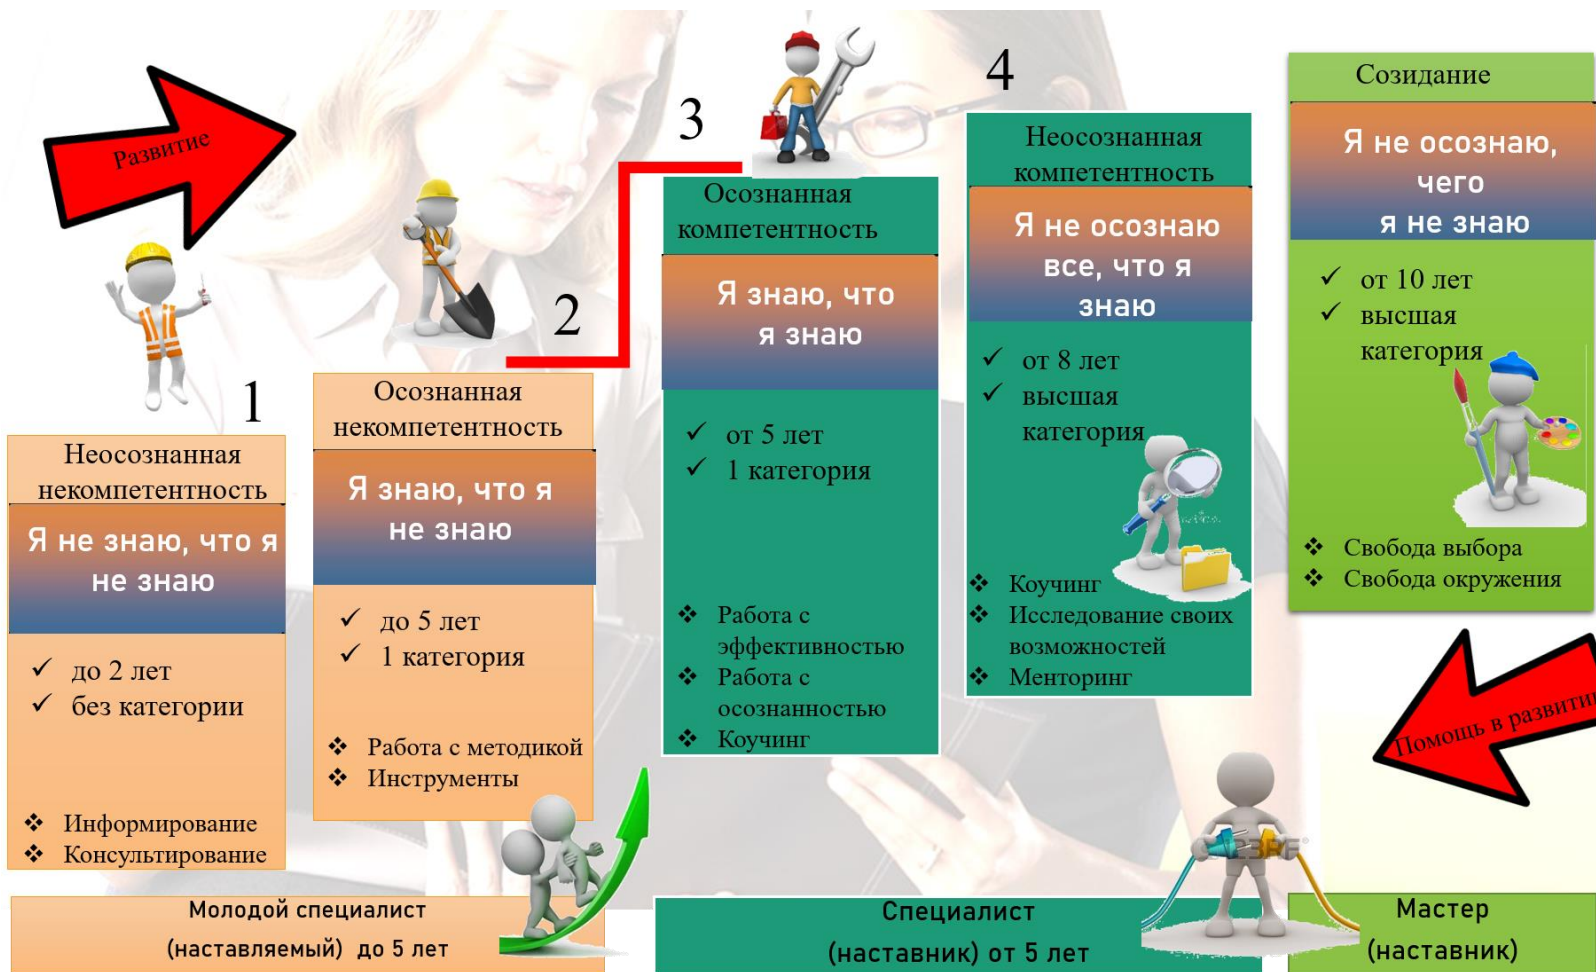 Развитие
1
Неосознанная
некомпетентность
Я не знаю, что я
не знаю
✓ до 2 лет
✓ без категории
❖ Информирование
❖ Консультирование
2
Осознанная
некомпетентность
Я знаю, что я
не знаю
✓ до 5 лет
✓ 1 категория
❖ Работа с методикой
❖ Инструменты
3
Осознанная
компетентность
Я знаю, что
я знаю
✓ от 5 лет
✓ 1 категория
❖ Работа с
эффективностью
❖ Работа с
осознанностью
❖ Коучинг
4
Неосознанная
компетентность
Я не осознаю
все, что я
знаю
✓ от 8 лет
✓ высшая
категория
❖ Коучинг
❖ Исследование своих
возможностей
❖ Менторинг
Созидание
Я не осознаю,
чего
я не знаю
✓ от 10 лет
✓ высшая
категория
❖ Свобода выбора
❖ Свобода окружения
Помощь в развитии
Молодой специалист
(наставляемый) до 5 лет
Специалист
(наставник) от 5 лет
Мастер
(наставник)